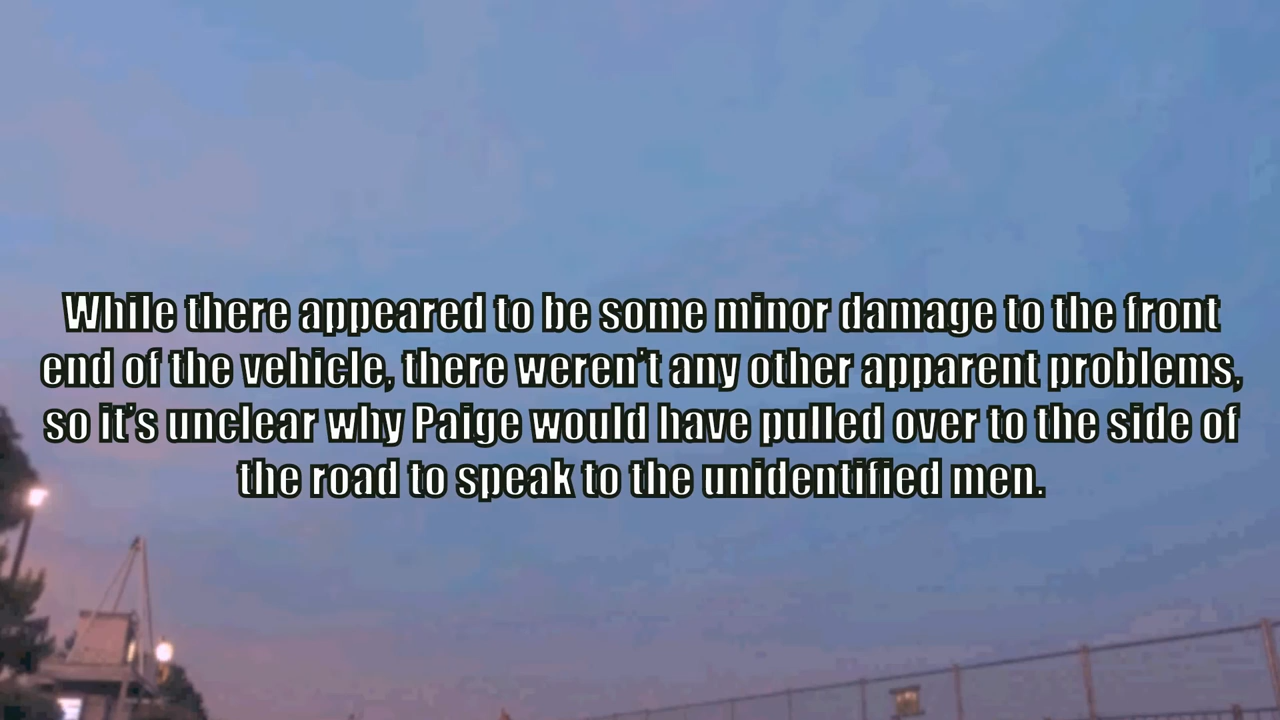 While there appeared to be some minor damage to the front
end of the vehicle, there weren't any other apparent problems,
so it's unclear why Paige would have pulled over to the side of
the road to speak to the unidentified men.